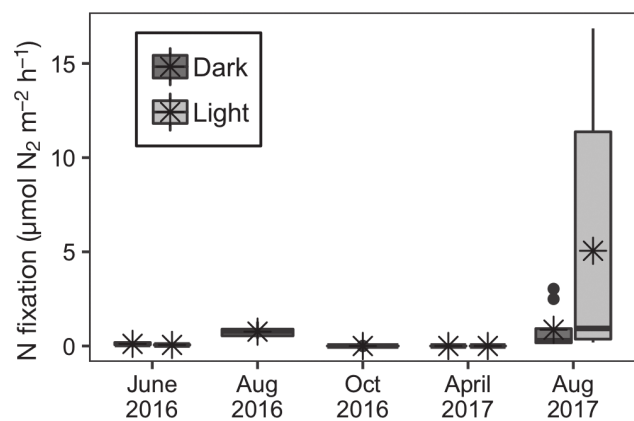 N fixation (µmol N₂ m⁻² h⁻¹)
15
10
5
0
Dark
Light
June
2016
Aug
2016
Oct
2016
April
2017
Aug
2017